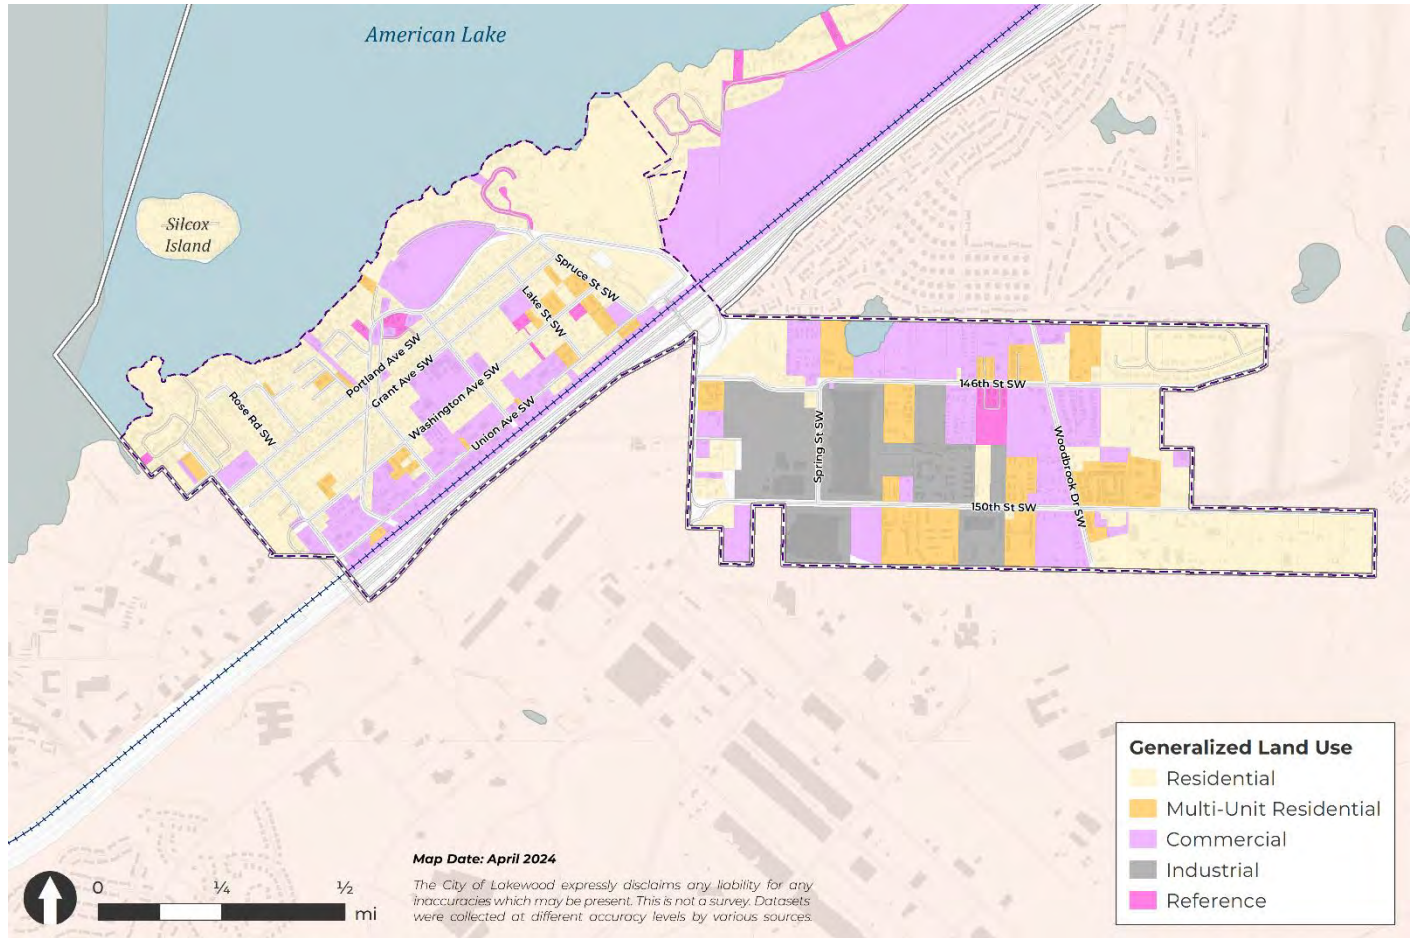 American Lake
Silcox
Island
Spruce St SW
Lake St SW
Portland Ave SW
Grant Ave SW
Washington Ave SW
Union Ave SW
Rose Rd SW
146th St SW
Spring St SW
Woodbrook Dr SW
150th St SW
Generalized Land Use
Residential
Multi-Unit Residential
Commercial
Industrial
Reference
Map Date: April 2024
The City of Lakewood expressly disclaims any liability for any
inaccuracies which may be present. This is not a survey. Datasets
were collected at different accuracy levels by various sources.
0 ¼ ½
mi